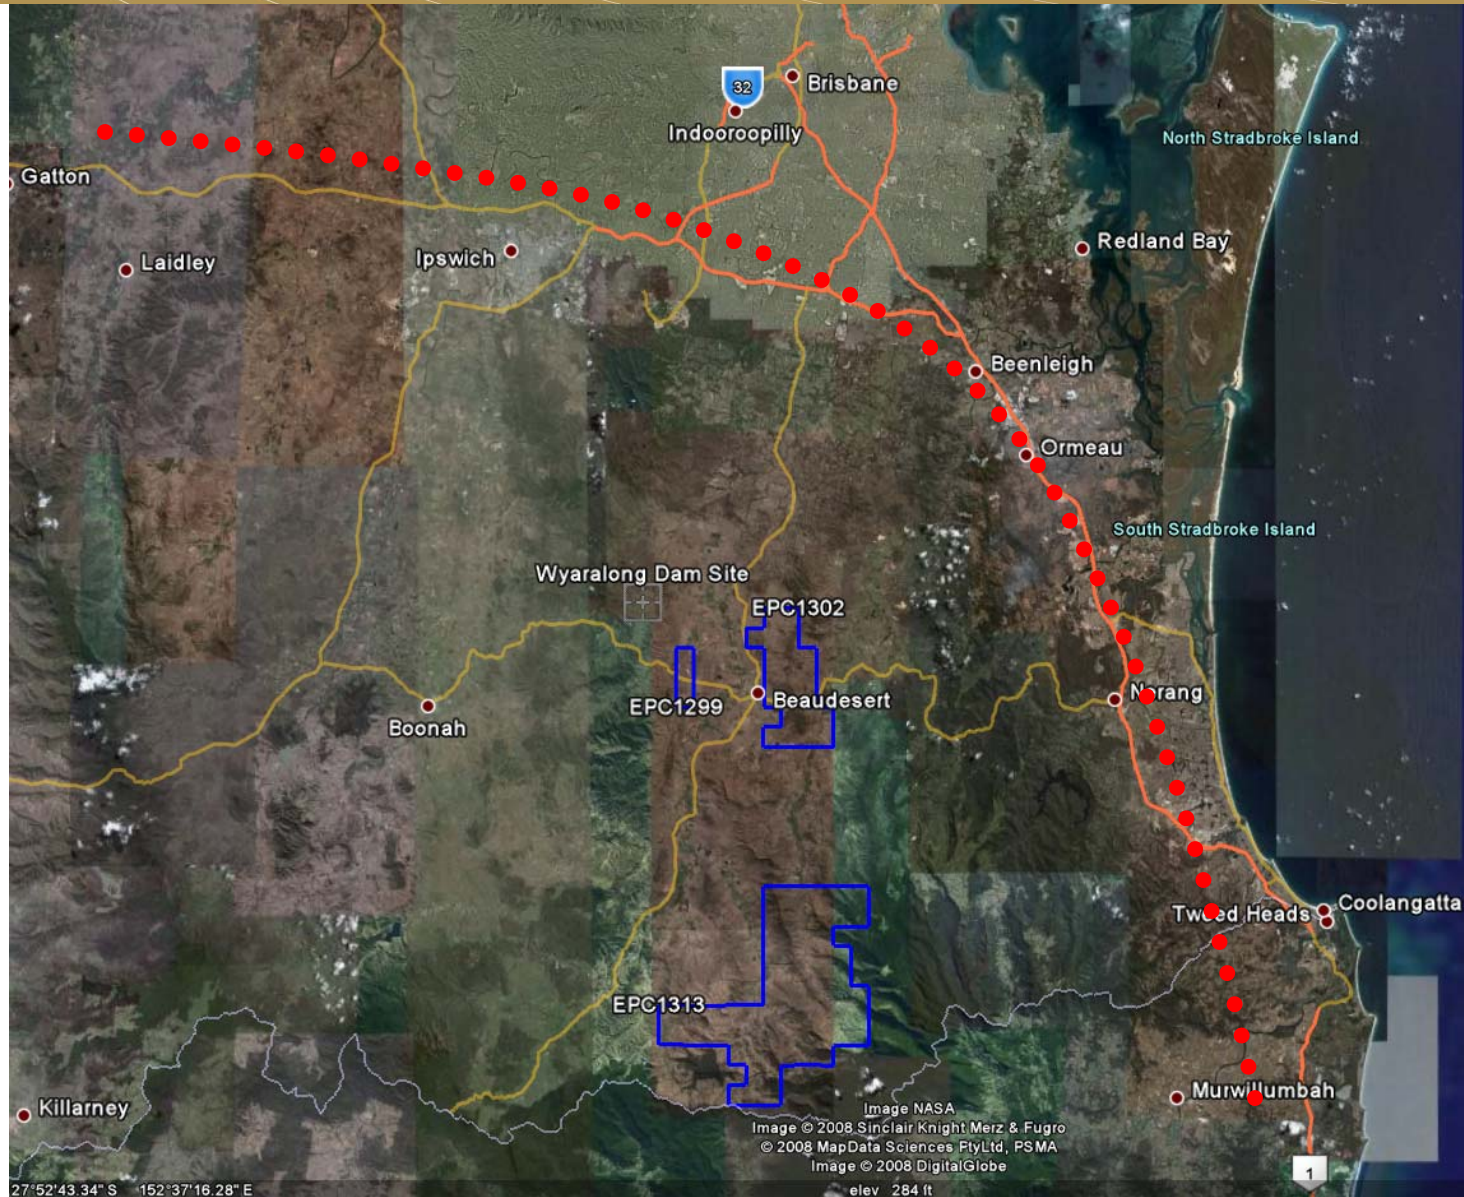 32
Brisbane
Indooroopilly
North Stradbroke Island
Gatton
Redland Bay
Laidley
Ipswich
Beenleigh
Ormeau
South Stradbroke Island
Wyaralong Dam Site
EPC1302
EPC1299
Beaudesert
Nerang
Boonah
Coolangatta
Tweed Heads
EPC1313
Murwillumbah
Killarney
Image NASA
Image © 2008 Sinclair Knight Merz & Fugro
© 2008 MapData Sciences PtyLtd, PSMA
Image © 2008 DigitalGlobe
1
27°52'43.34" S 152°37'16.28" E elev 284 ft